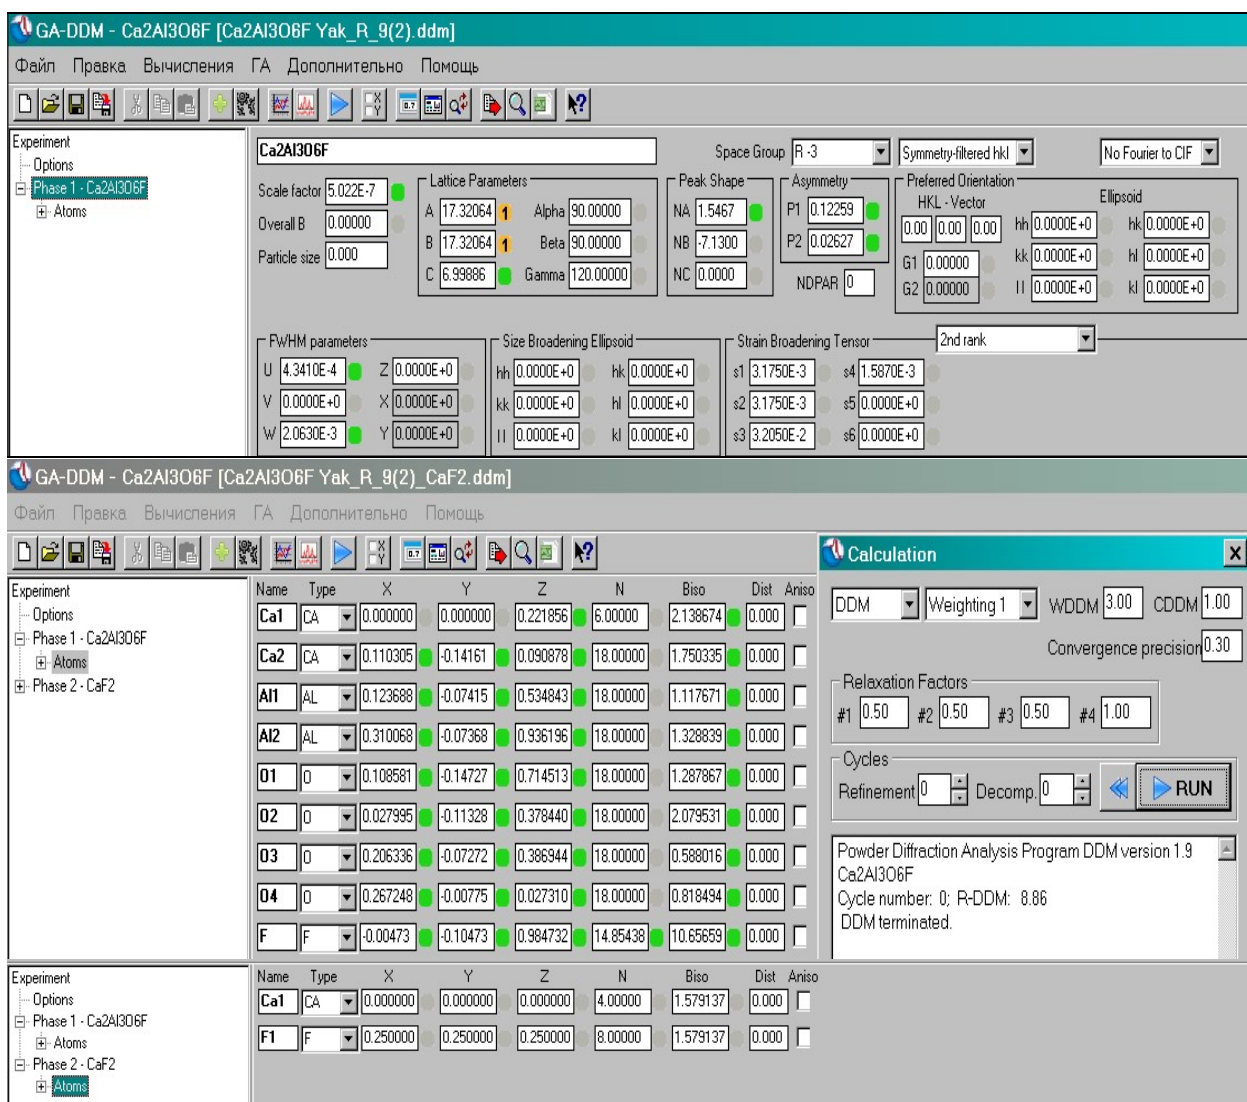 GA-DDM - Ca2Al3O6F [Ca2Al3O6F Yak_R_9(2).ddm]
Файл Правка Вычисления ГА Дополнительно Помощь
Experiment
Options
Phase 1 - Ca2Al3O6F
Atoms
Ca2Al3O6F Space Group R -3 Symmetry-filtered hkl No Fourier to CIF
Scale factor 5.022E-7
Overall B 0.00000
Particle size 0.000
Lattice Parameters
A 17.32064 1 Alpha 90.00000
B 17.32064 1 Beta 90.00000
C 6.99886 Gamma 120.00000
Peak Shape
NA 1.5467
NB -7.1300
NC 0.0000
Asymmetry
P1 0.12259
P2 0.02627
NDPAR 0
Preferred Orientation
HKL - Vector Ellipsoid
0.00 0.00 0.00 hh 0.0000E+0 hk 0.0000E+0
G1 0.00000 kk 0.0000E+0 hl 0.0000E+0
G2 0.00000 ll 0.0000E+0 kl 0.0000E+0
FWHM parameters
U 4.3410E-4 Z 0.0000E+0
V 0.0000E+0 X 0.0000E+0
W 2.0630E-3 Y 0.0000E+0
Size Broadening Ellipsoid
hh 0.0000E+0 hk 0.0000E+0
kk 0.0000E+0 hl 0.0000E+0
ll 0.0000E+0 kl 0.0000E+0
Strain Broadening Tensor 2nd rank
s1 3.1750E-3 s4 1.5870E-3
s2 3.1750E-3 s5 0.0000E+0
s3 3.2050E-2 s6 0.0000E+0
GA-DDM - Ca2Al3O6F [Ca2Al3O6F Yak_R_9(2)_CaF2.ddm]
Файл Правка Вычисления ГА Дополнительно Помощь
Experiment
Options
Phase 1 - Ca2Al3O6F
Atoms
Phase 2 - CaF2
Name Type X Y Z N Biso Dist Aniso
Ca1 CA 0.000000 0.000000 0.221856 6.00000 2.138674 0.000
Ca2 CA 0.110305 -0.14161 0.090878 18.00000 1.750335 0.000
Al1 AL 0.123688 -0.07415 0.534843 18.00000 1.117671 0.000
Al2 AL 0.310068 -0.07368 0.936196 18.00000 1.328839 0.000
O1 O 0.108581 -0.14727 0.714513 18.00000 1.287867 0.000
O2 O 0.027995 -0.11328 0.378440 18.00000 2.079531 0.000
O3 O 0.206336 -0.07272 0.386944 18.00000 0.588016 0.000
O4 O 0.267248 -0.00775 0.027310 18.00000 0.818494 0.000
F F -0.00473 -0.10473 0.984732 14.85438 10.65659 0.000
Calculation
DDM Weighting 1 WDDM 3.00 CDDM 1.00
Convergence precision 0.30
Relaxation Factors
#1 0.50 #2 0.50 #3 0.50 #4 1.00
Cycles
Refinement 0 Decomp. 0 RUN
Powder Diffraction Analysis Program DDM version 1.9
Ca2Al3O6F
Cycle number: 0; R-DDM: 8.86
DDM terminated.
Experiment
Options
Phase 1 - Ca2Al3O6F
Atoms
Phase 2 - CaF2
Atoms
Name Type X Y Z N Biso Dist Aniso
Ca1 CA 0.000000 0.000000 0.000000 4.00000 1.579137 0.000
F1 F 0.250000 0.250000 0.250000 8.00000 1.579137 0.000